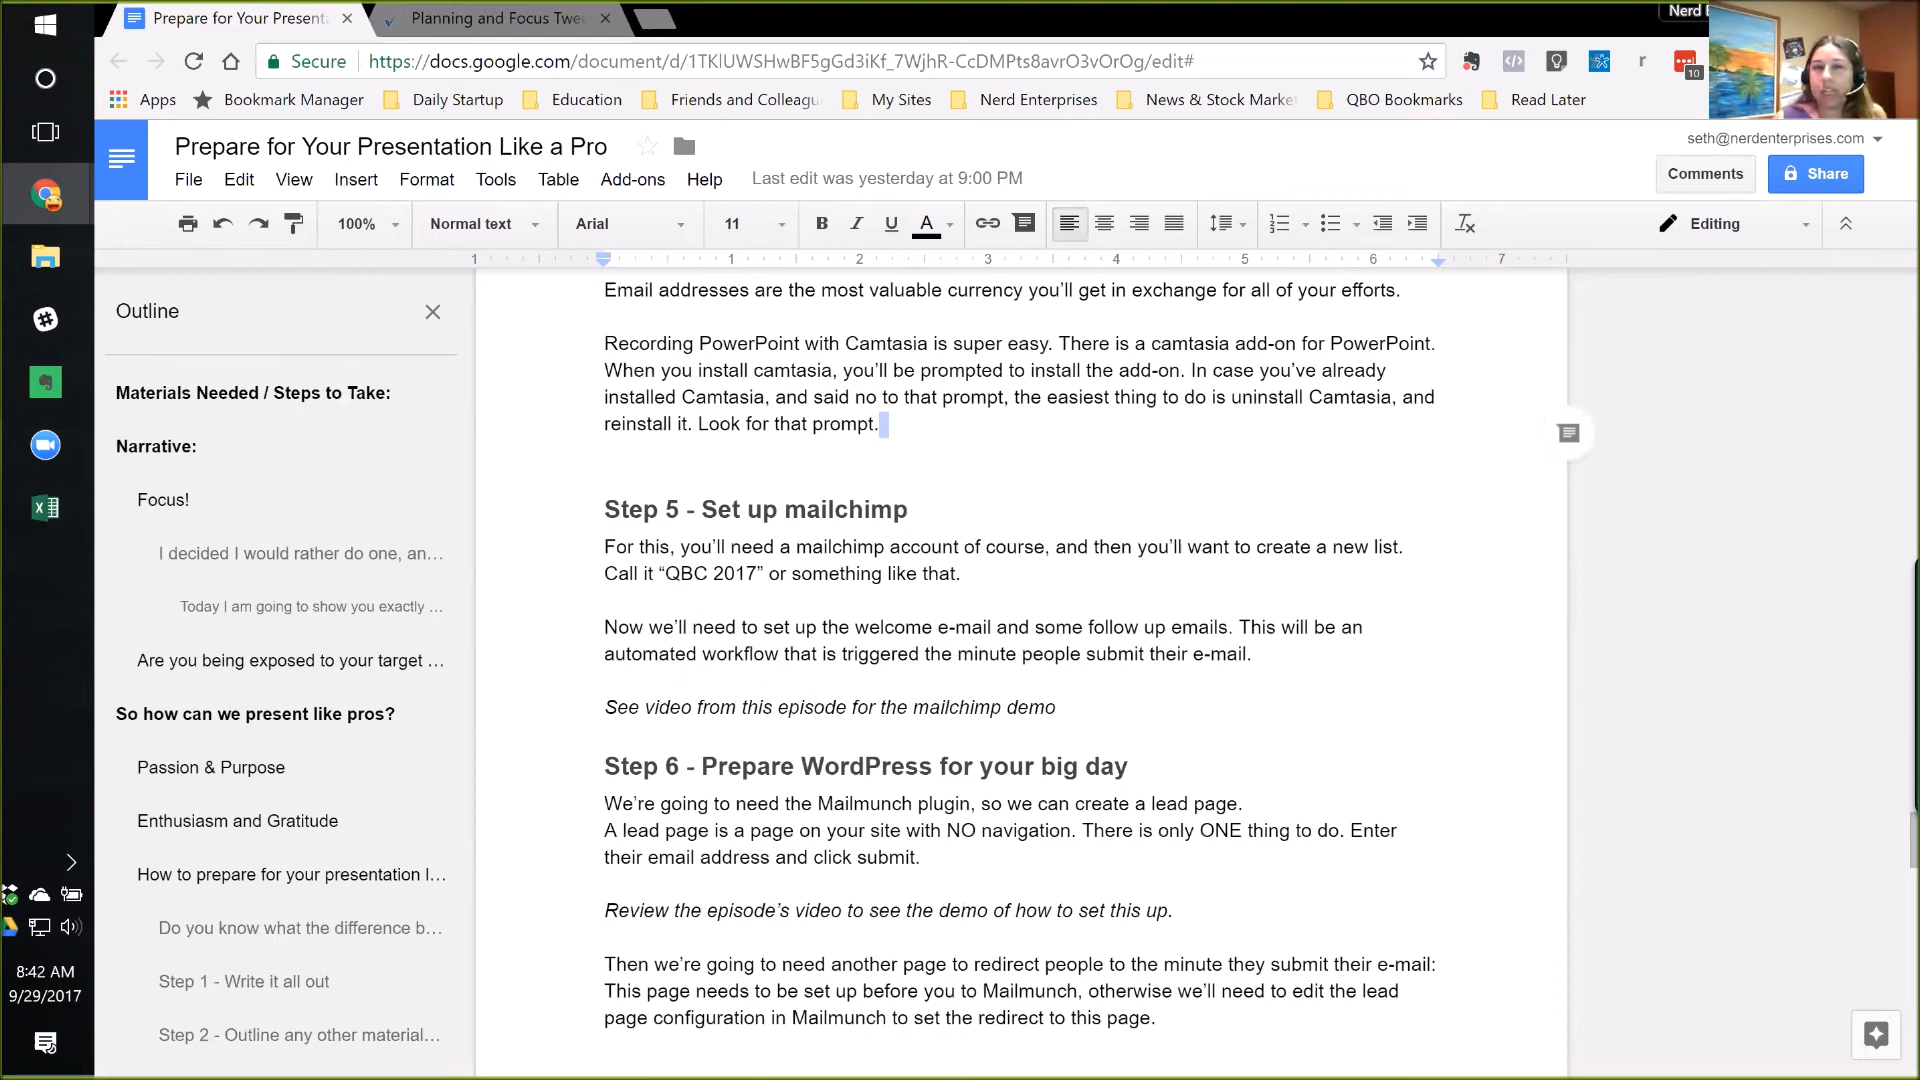 Prepare for Your Presenta
Planning and Focus Twe
Nerd
Secure
https://docs.google.com/document/d/1TKlUWSHwBF5gGd3iKf_7WjhR-CcDMPts8avrO3vOrOg/edit#
10
Apps
Bookmark Manager
Daily Startup
Education
Friends and Colleagu
My Sites
Nerd Enterprises
News & Stock Marke
QBO Bookmarks
Read Later
Prepare for Your Presentation Like a Pro
seth@nerdenterprises.com
File Edit View Insert Format Tools Table Add-ons Help
Last edit was yesterday at 9:00 PM
Comments
Share
100%
Normal text
Arial
11
B I U A
Editing
1 1 2 3 4 5 6 7
Outline
Materials Needed / Steps to Take:
Narrative:
Focus!
I decided I would rather do one, an...
Today I am going to show you exactly ...
Are you being exposed to your target ...
So how can we present like pros?
Passion & Purpose
Enthusiasm and Gratitude
How to prepare for your presentation l...
Do you know what the difference b...
Step 1 - Write it all out
Step 2 - Outline any other material...
Email addresses are the most valuable currency you’ll get in exchange for all of your efforts.
Recording PowerPoint with Camtasia is super easy. There is a camtasia add-on for PowerPoint.
When you install camtasia, you’ll be prompted to install the add-on. In case you’ve already
installed Camtasia, and said no to that prompt, the easiest thing to do is uninstall Camtasia, and
reinstall it. Look for that prompt.
Step 5 - Set up mailchimp
For this, you’ll need a mailchimp account of course, and then you’ll want to create a new list.
Call it “QBC 2017” or something like that.
Now we’ll need to set up the welcome e-mail and some follow up emails. This will be an
automated workflow that is triggered the minute people submit their e-mail.
See video from this episode for the mailchimp demo
Step 6 - Prepare WordPress for your big day
We’re going to need the Mailmunch plugin, so we can create a lead page.
A lead page is a page on your site with NO navigation. There is only ONE thing to do. Enter
their email address and click submit.
Review the episode’s video to see the demo of how to set this up.
Then we’re going to need another page to redirect people to the minute they submit their e-mail:
This page needs to be set up before you to Mailmunch, otherwise we’ll need to edit the lead
page configuration in Mailmunch to set the redirect to this page.
8:42 AM
9/29/2017